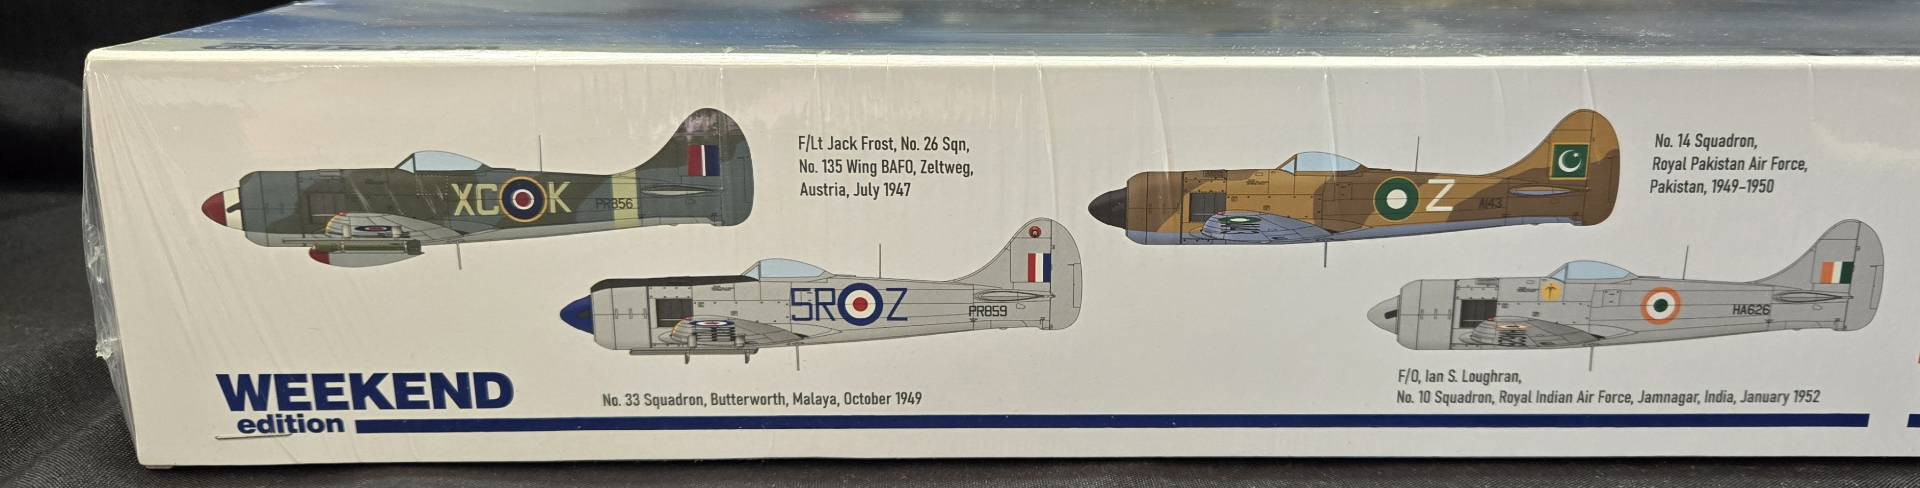 F/Lt Jack Frost, No. 26 Sqn,
No. 135 Wing BAFO, Zeltweg,
Austria, July 1947
XC K
PR856
No. 14 Squadron,
Royal Pakistan Air Force,
Pakistan, 1949–1950
Z
A143
5R Z
PR859
HA626
No. 33 Squadron, Butterworth, Malaya, October 1949
F/O, Ian S. Loughran,
No. 10 Squadron, Royal Indian Air Force, Jamnagar, India, January 1952
WEEKEND
edition